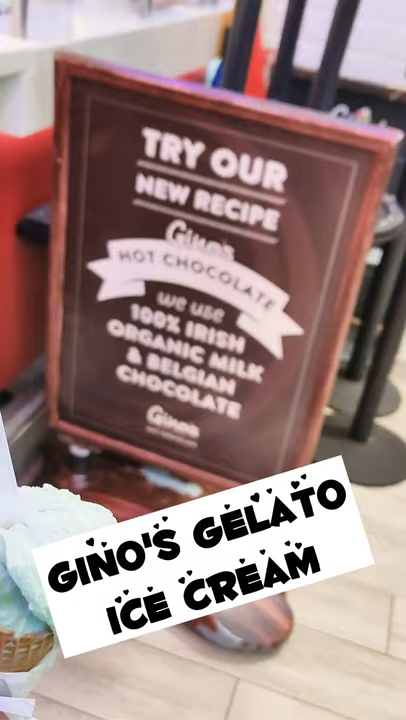 TRY OUR
NEW RECIPE
Gino's
HOT CHOCOLATE
we use
100% IRISH
ORGANIC MILK
& BELGIAN
CHOCOLATE
Gino's
GINO'S GELATO
ICE CREAM